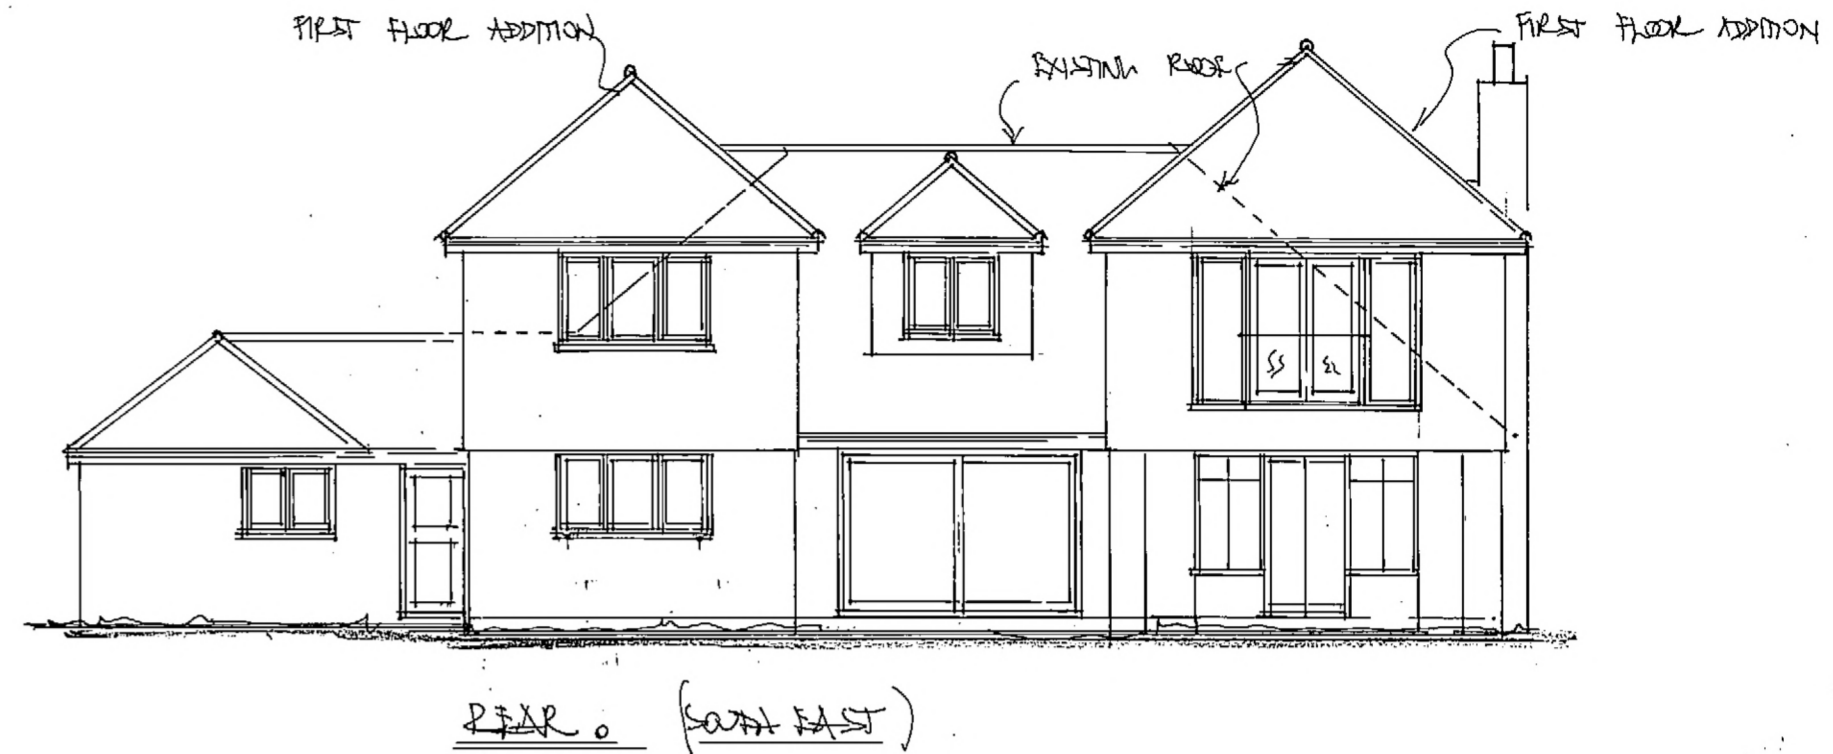 FIRST FLOOR ADDITION
EXISTING ROOF
FIRST FLOOR ADDITION
REAR. (SOUTH EAST)